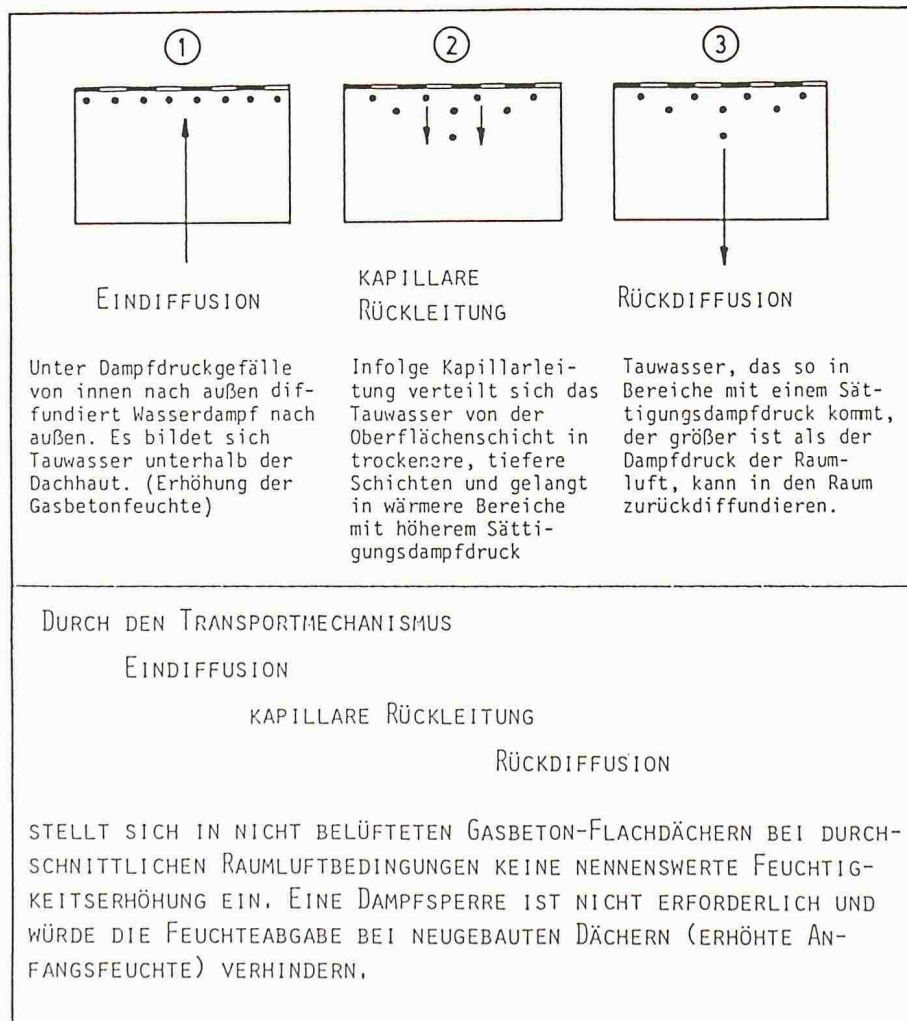 1
2
3
EINDIFFUSION
KAPILLARE
RÜCKLEITUNG
RÜCKDIFFUSION
Unter Dampfdruckgefälle
von innen nach außen dif-
fundiert Wasserdampf nach
außen. Es bildet sich
Tauwasser unterhalb der
Dachhaut. (Erhöhung der
Gasbetonfeuchte)
Infolge Kapillarlei-
tung verteilt sich das
Tauwasser von der
Oberflächenschicht in
trockenere, tiefere
Schichten und gelangt
in wärmere Bereiche
mit höherem Sätti-
gungsdampfdruck
Tauwasser, das so in
Bereiche mit einem Sät-
tigungsdampfdruck kommt,
der größer ist als der
Dampfdruck der Raum-
luft, kann in den Raum
zurückdiffundieren.
DURCH DEN TRANSPORTMECHANISMUS
EINDIFFUSION
KAPILLARE RÜCKLEITUNG
RÜCKDIFFUSION
STELLT SICH IN NICHT BELÜFTETEN GASBETON-FLACHDÄCHERN BEI DURCH-
SCHNITTLICHEN RAUMLUFTBEDINGUNGEN KEINE NENNENSWERTE FEUCHTIG-
KEITSERHÖHUNG EIN. EINE DAMPFSPERRE IST NICHT ERFORDERLICH UND
WÜRDE DIE FEUCHTEABGABE BEI NEUGEBAUTEN DÄCHERN (ERHÖHTE AN-
FANGSFEUCHTE) VERHINDERN.